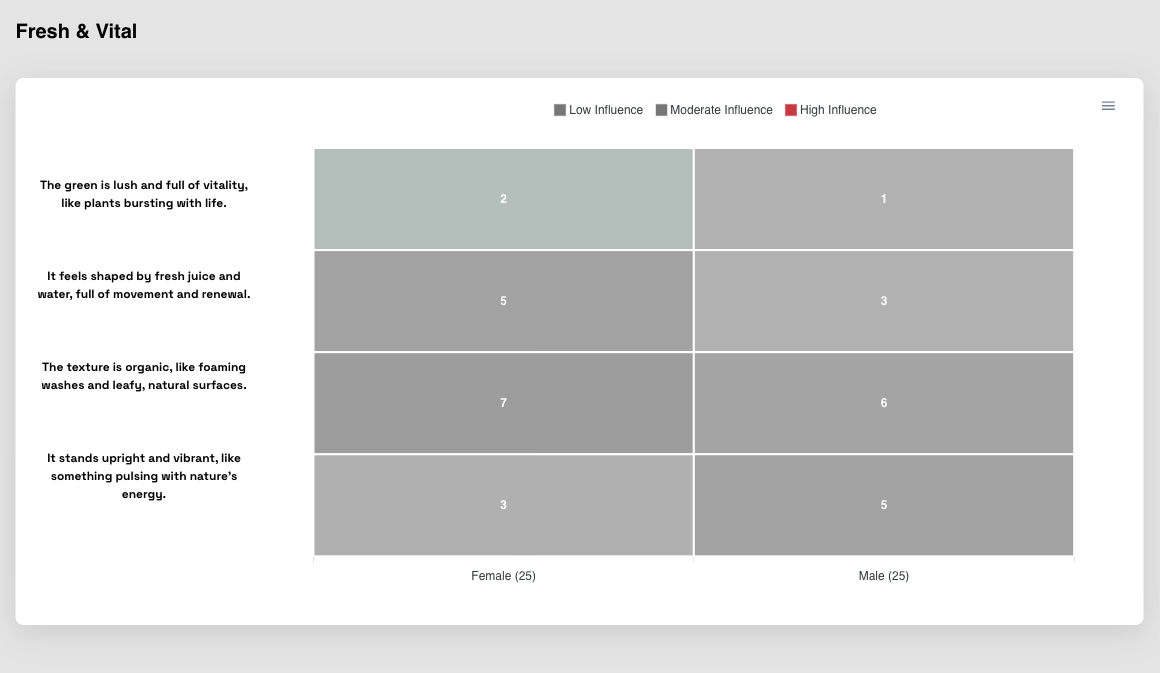 Fresh & Vital
Low Influence
Moderate Influence
High Influence
The green is lush and full of vitality,
like plants bursting with life.
2
1
It feels shaped by fresh juice and
water, full of movement and renewal.
5
3
The texture is organic, like foaming
washes and leafy, natural surfaces.
7
6
It stands upright and vibrant, like
something pulsing with nature's
energy.
3
5
Female (25)
Male (25)